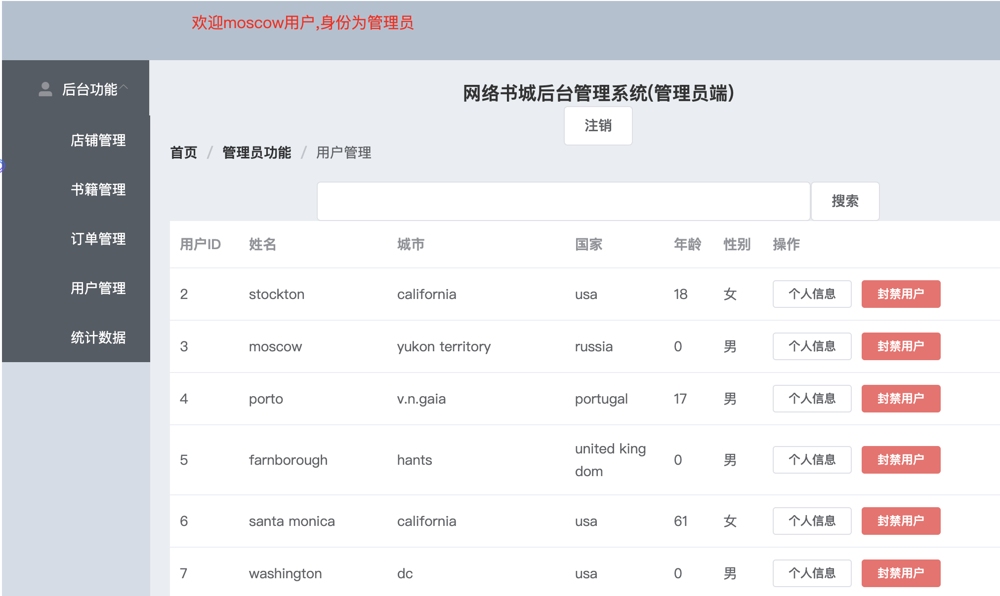 欢迎moscow用户,身份为管理员
后台功能
店铺管理
书籍管理
订单管理
用户管理
统计数据
网络书城后台管理系统(管理员端)
注销
首页 / 管理员功能 / 用户管理
搜索
用户ID 姓名 城市 国家 年龄 性别 操作
2 stockton california usa 18 女 个人信息 封禁用户
3 moscow yukon territory russia 0 男 个人信息 封禁用户
4 porto v.n.gaia portugal 17 男 个人信息 封禁用户
5 farnborough hants united king 0 男 个人信息 封禁用户
dom
6 santa monica california usa 61 女 个人信息 封禁用户
7 washington dc usa 0 男 个人信息 封禁用户